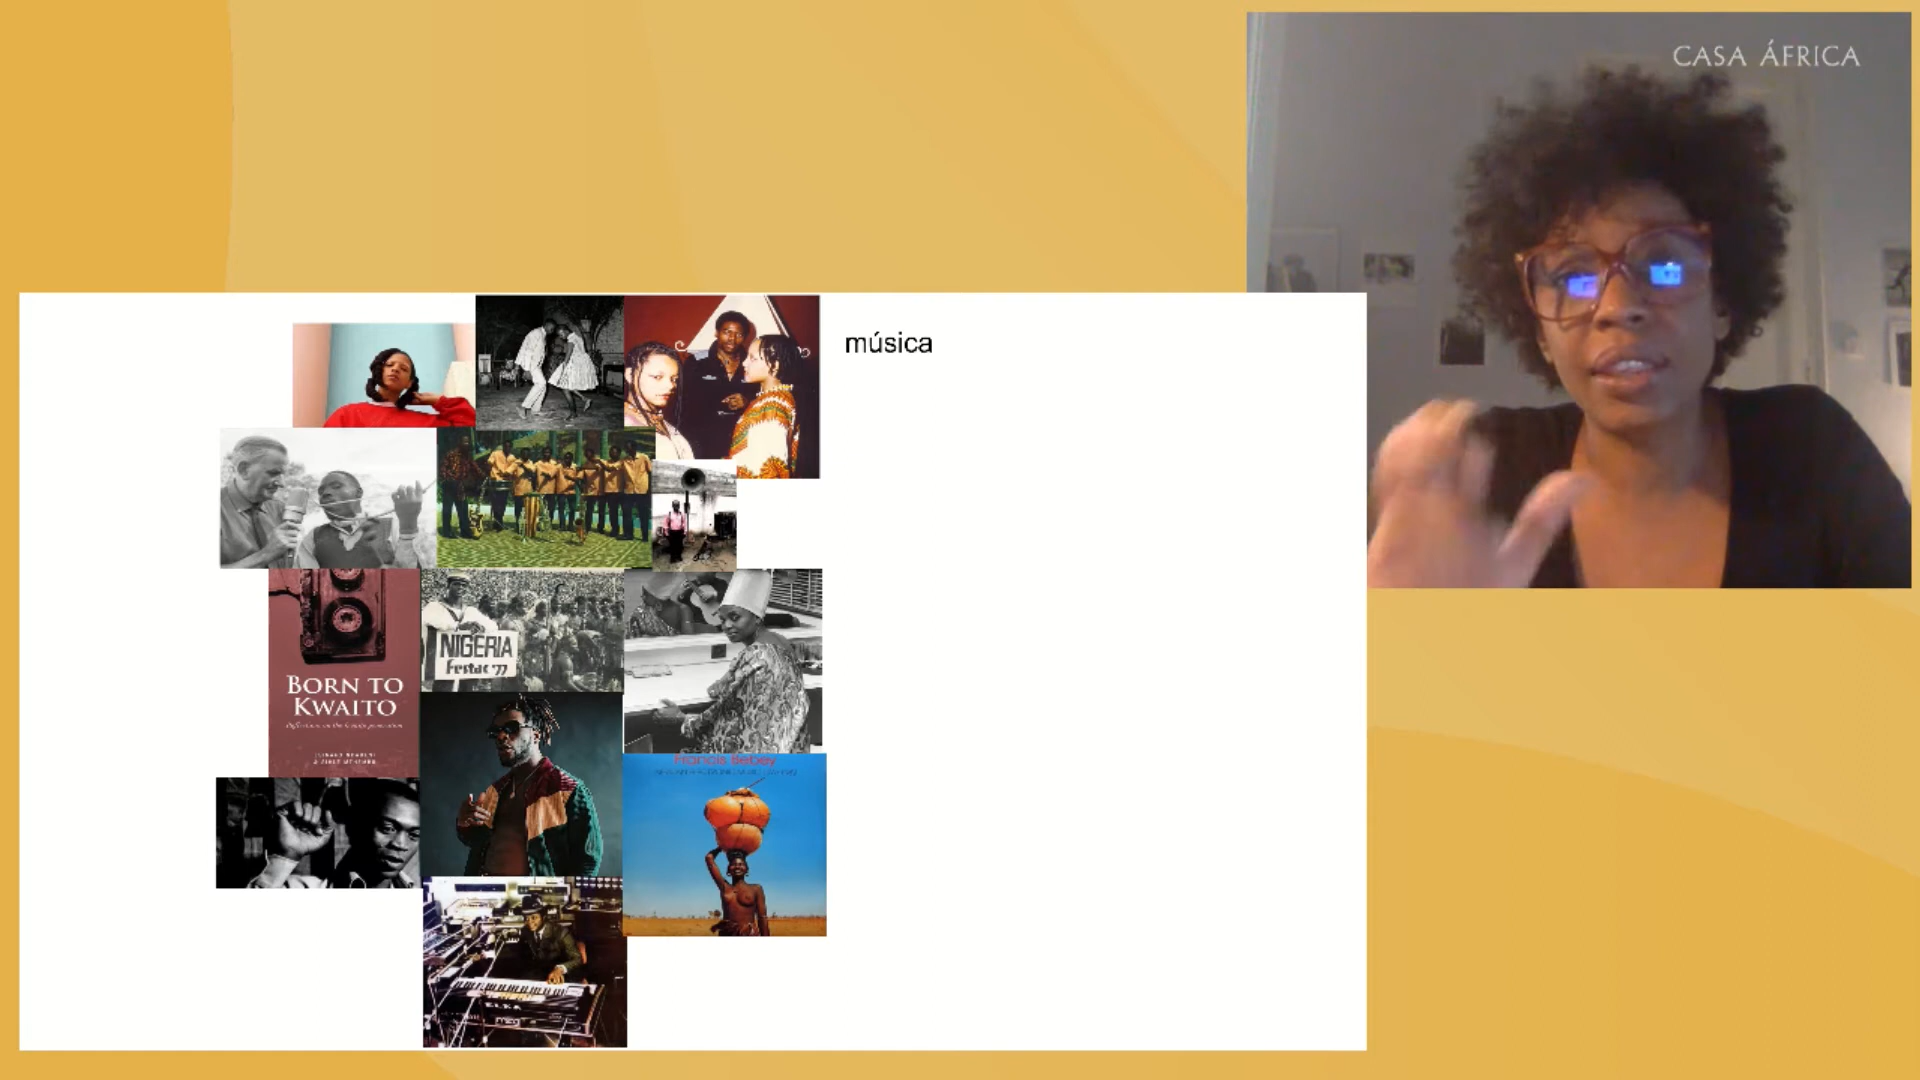 CASA ÁFRICA
música
NIGERIA
Festac '77
BORN TO
KWAITO
Francis Bebey